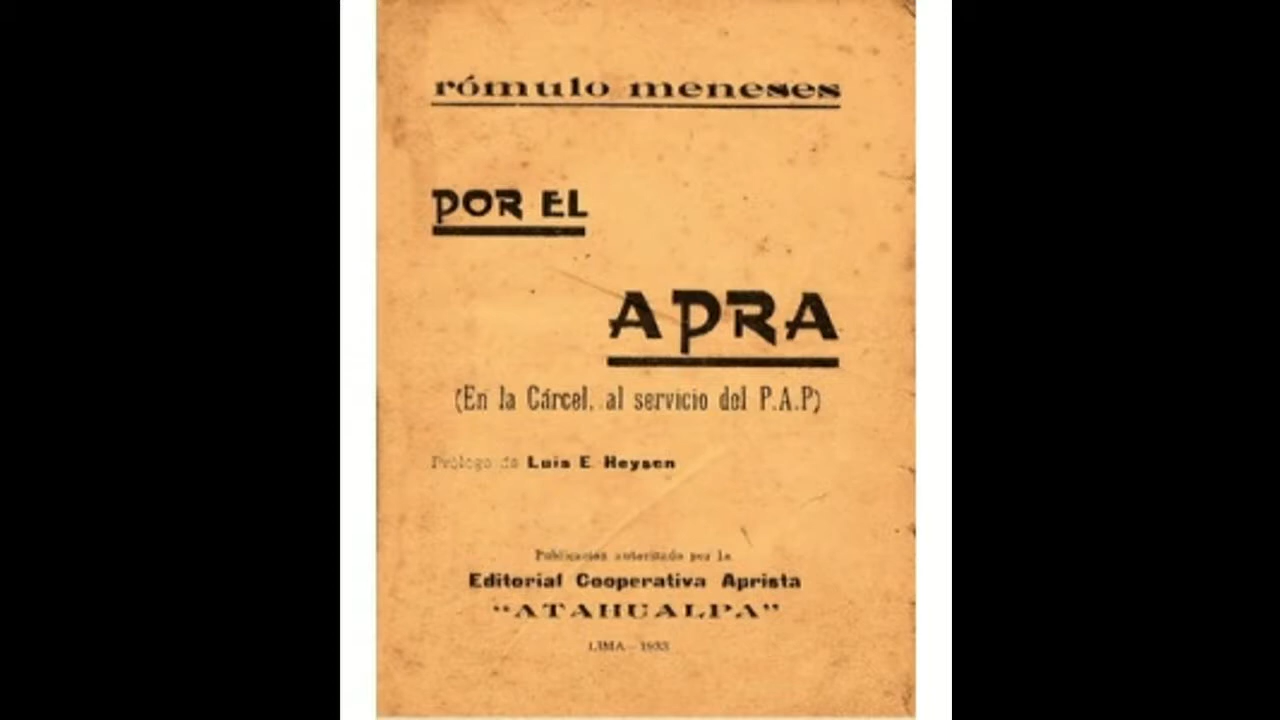 rómulo meneses
POR EL
APRA
(En la Cárcel, al servicio del P.A.P)
Prólogo de Luis E. Heysen
Publicación autorizada por la
Editorial Cooperativa Aprista
"ATAHUALPA"
LIMA - 1933